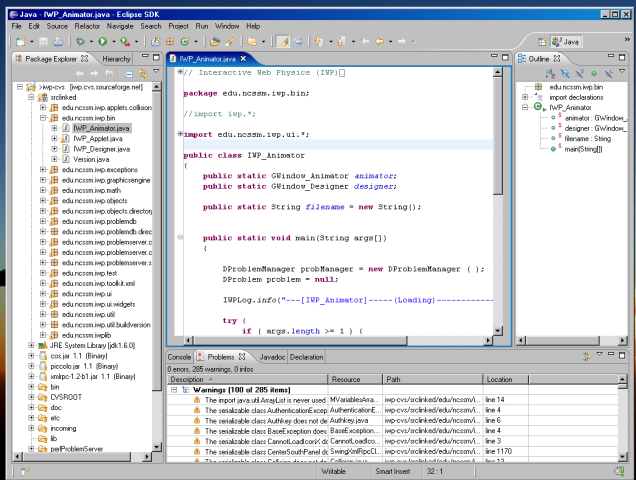 Java - IWP_Animator.java - Eclipse SDK
File Edit Source Refactor Navigate Search Project Run Window Help
Java
Package Explorer
Hierarchy
>iwp-cvs [iwp.cvs.sourceforge.net]
srclinked
edu.ncssm.iwp.applets.collision
edu.ncssm.iwp.bin
IWP_Animator.java
IWP_Applet.java
IWP_Designer.java
Version.java
edu.ncssm.iwp.exceptions
edu.ncssm.iwp.graphicsengine
edu.ncssm.iwp.math
edu.ncssm.iwp.objects
edu.ncssm.iwp.objects.directory
edu.ncssm.iwp.problemdb
edu.ncssm.iwp.problemdb.direc
edu.ncssm.iwp.problemserver.c
edu.ncssm.iwp.problemserver.c
edu.ncssm.iwp.problemserver.s
edu.ncssm.iwp.test
edu.ncssm.iwp.toolkit.xml
edu.ncssm.iwp.ui
edu.ncssm.iwp.ui.widgets
edu.ncssm.iwp.util
edu.ncssm.iwp.util.buildversion
edu.ncssm.iwplib
JRE System Library [jdk1.6.0]
cos.jar 1.1 (Binary)
piccolo.jar 1.1 (Binary)
xmlrpc-1.2-b1.jar 1.1 (Binary)
bin
CVSROOT
doc
etc
incoming
lib
perlProblemServer
IWP_Animator.java
// Interactive Web Physics (IWP)
package edu.ncssm.iwp.bin;
//import iwp.*;
import edu.ncssm.iwp.ui.*;
public class IWP_Animator
{
public static GWindow_Animator animator;
public static GWindow_Designer designer;
public static String filename = new String();
public static void main(String args[])
{
DProblemManager probManager = new DProblemManager ( );
DProblem problem = null;
IWPLog.info("---[IWP_Animator]-----(Loading)-------------
try {
if ( args.length >= 1 ) {
Outline
edu.ncssm.iwp.bin
import declarations
IWP_Animator
animator : GWindow_
designer : GWindow_
filename : String
main(String[])
Console Problems Javadoc Declaration
0 errors, 285 warnings, 0 infos
Description Resource Path Location
Warnings (100 of 285 items)
The import java.util.ArrayList is never used MVariablesArra... iwp-cvs/srclinked/edu/ncssm/i... line 14
The serializable class AuthenticationExcep AuthenticationE... iwp-cvs/srclinked/edu/ncssm/i... line 4
The serializable class Authkey does not de Authkey.java iwp-cvs/srclinked/edu/ncssm/i... line 6
The serializable class BaseException does BaseException... iwp-cvs/srclinked/edu/ncssm/i... line 4
The serializable class CannotLoadIconX dc CannotLoadIco... iwp-cvs/srclinked/edu/ncssm/i... line 3
The serializable class CenterSouthPanel dc SwingXmlRpcCl... iwp-cvs/srclinked/edu/ncssm/i... line 1170
Writable Smart Insert 32 : 1